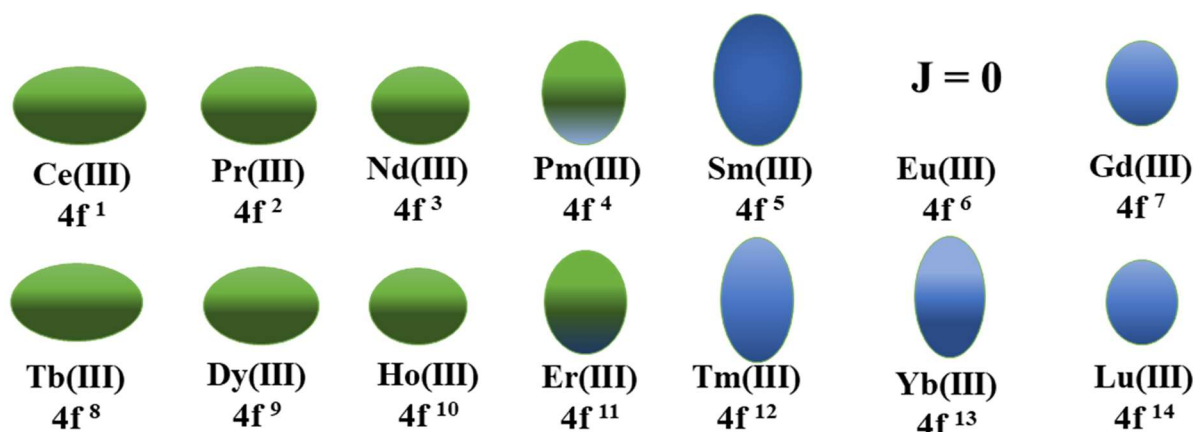 J = 0
Ce(III) Pr(III) Nd(III) Pm(III) Sm(III) Eu(III) Gd(III)
4f ¹ 4f ² 4f ³ 4f ⁴ 4f ⁵ 4f ⁶ 4f ⁷
Tb(III) Dy(III) Ho(III) Er(III) Tm(III) Yb(III) Lu(III)
4f ⁸ 4f ⁹ 4f ¹⁰ 4f ¹¹ 4f ¹² 4f ¹³ 4f ¹⁴